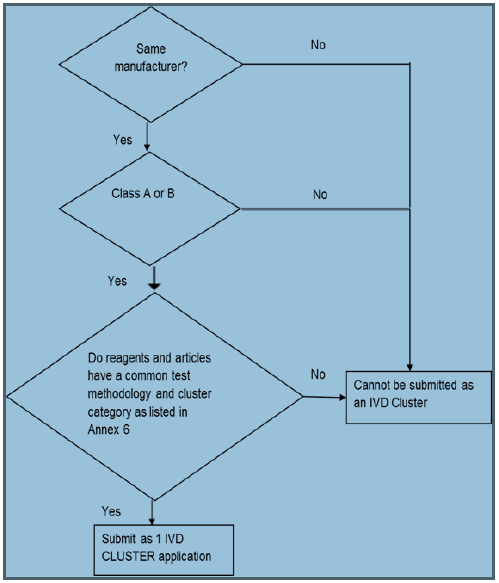 Same
manufacturer?
No
Yes
Class A or B
No
Yes
Do reagents and articles
have a common test
methodology and cluster
category as listed in
Annex 6
No
Cannot be submitted as
an IVD Cluster
Yes
Submit as 1 IVD
CLUSTER application